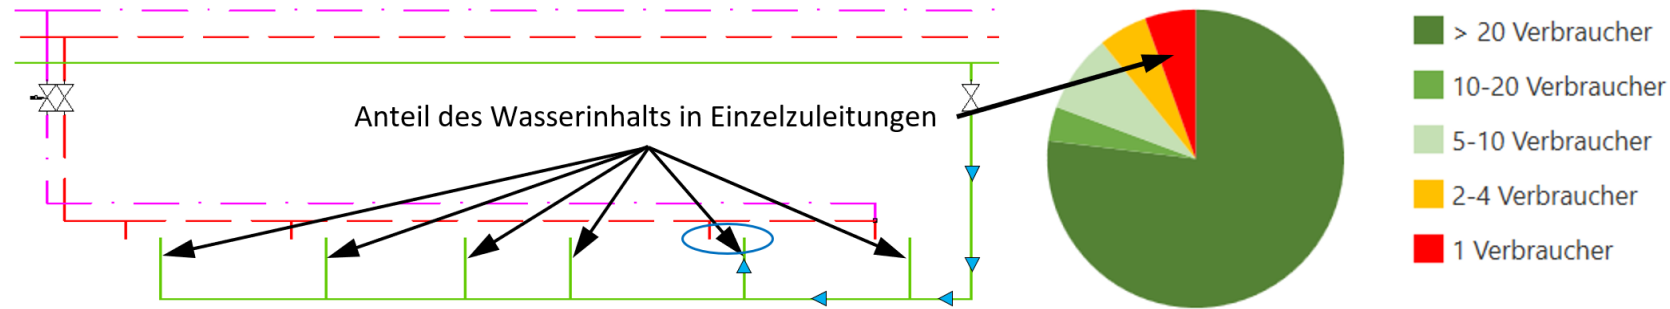 Anteil des Wasserinhalts in Einzelzuleitungen
> 20 Verbraucher
10-20 Verbraucher
5-10 Verbraucher
2-4 Verbraucher
1 Verbraucher